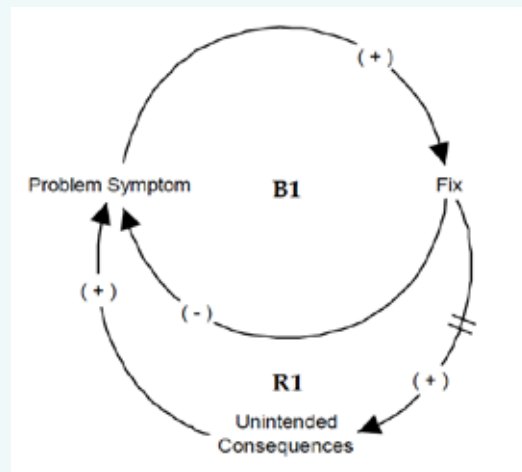 ( + )
Problem Symptom
B1
Fix
( + )
( - )
R1
( + )
Unintended
Consequences